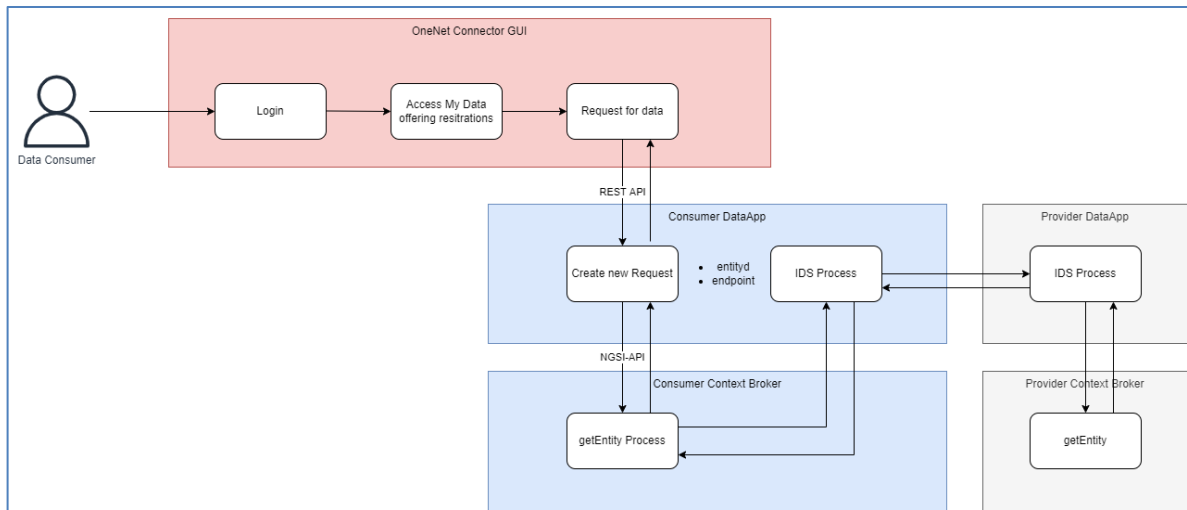 OneNet Connector GUI
Login
Access My Data
offering resitrations
Request for data
Data Consumer
REST API
Consumer DataApp
Provider DataApp
Create new Request
• entityd
• endpoint
IDS Process
IDS Process
NGSI-API
Consumer Context Broker
Provider Context Broker
getEntity Process
getEntity